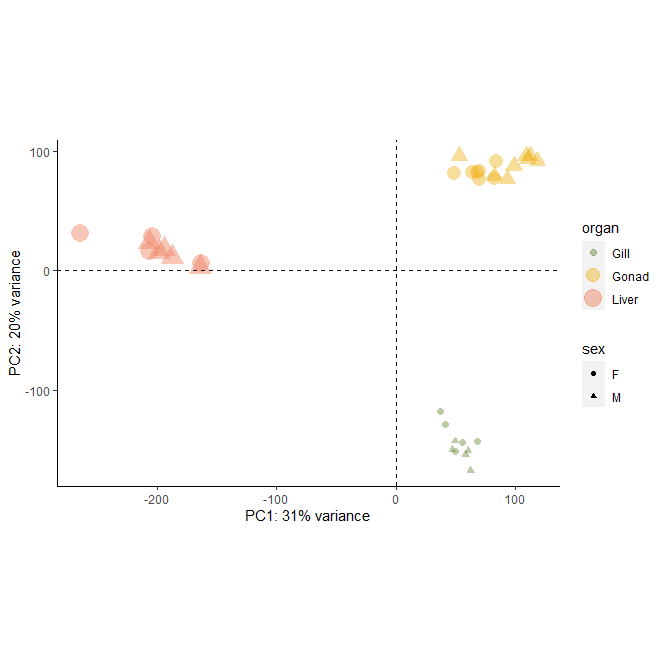 100
0
-100
-200
-100
0
100
PC1: 31% variance
PC2: 20% variance
organ
Gill
Gonad
Liver
sex
F
M